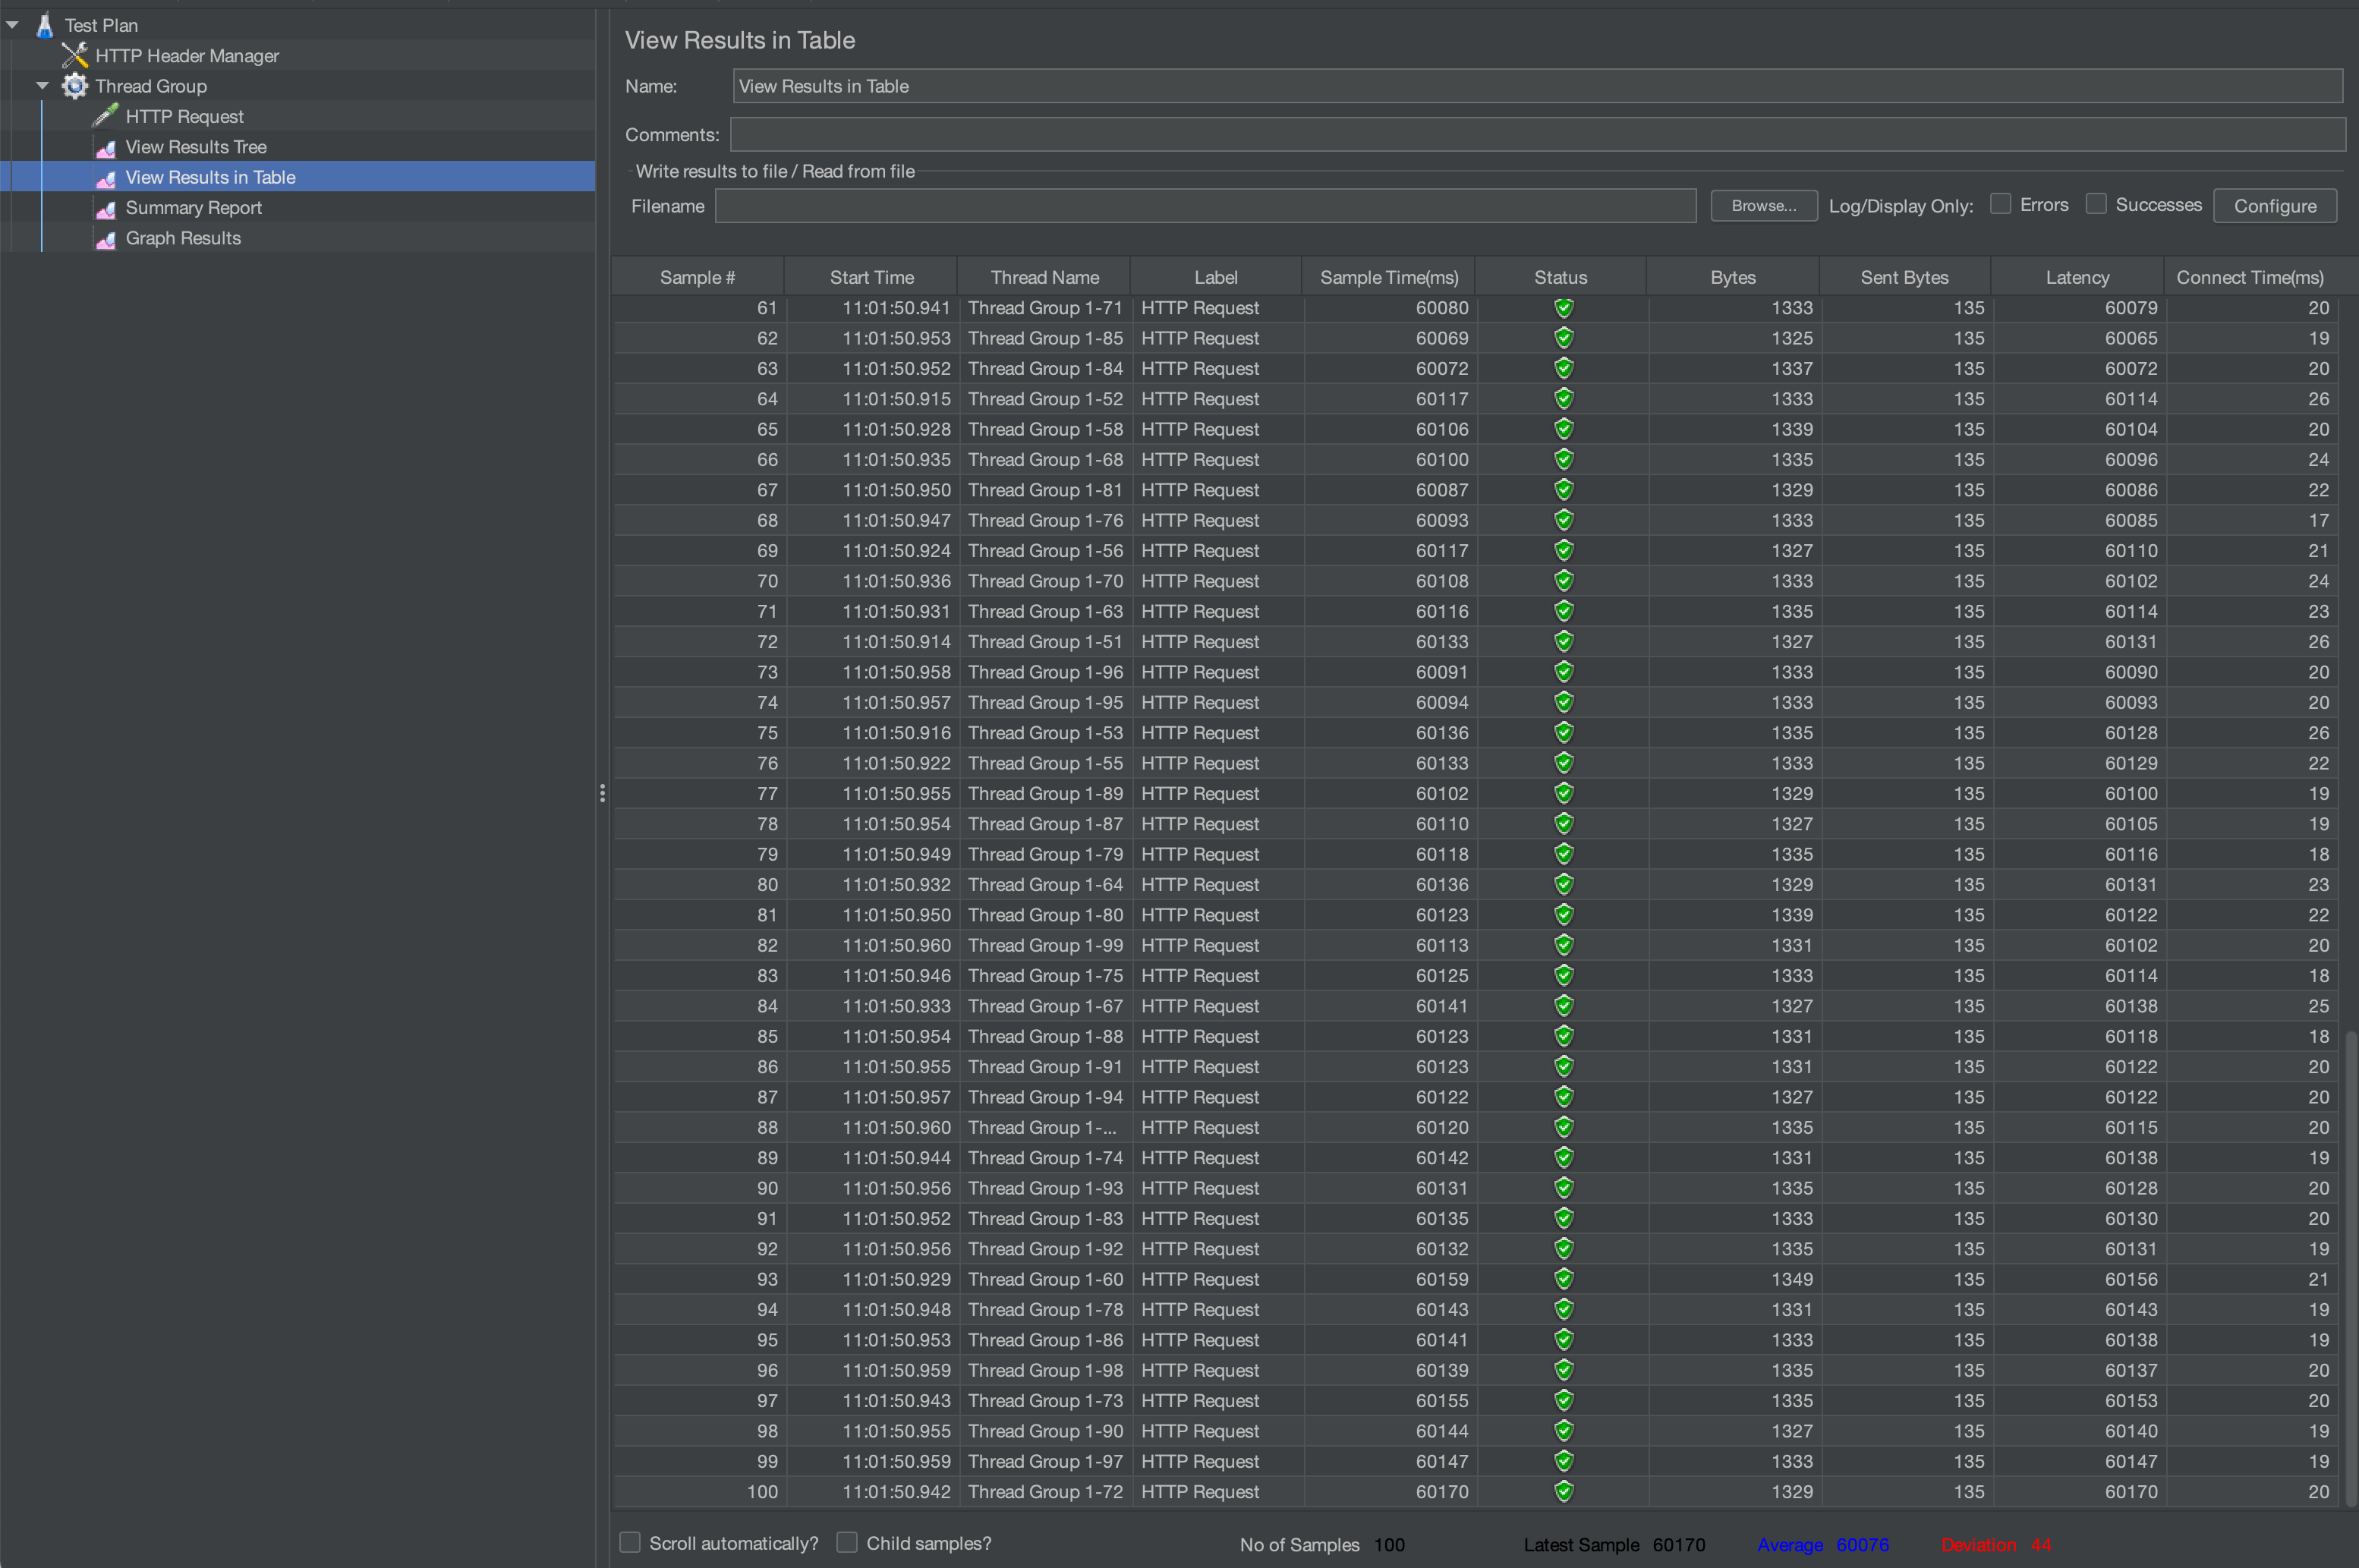 Test Plan
HTTP Header Manager
Thread Group
HTTP Request
View Results Tree
View Results in Table
Summary Report
Graph Results
View Results in Table
Name: View Results in Table
Comments:
Write results to file / Read from file
Filename Browse... Log/Display Only: Errors Successes Configure
Sample # Start Time Thread Name Label Sample Time(ms) Status Bytes Sent Bytes Latency Connect Time(ms)
61 11:01:50.941 Thread Group 1-71 HTTP Request 60080 1333 135 60079 20
62 11:01:50.953 Thread Group 1-85 HTTP Request 60069 1325 135 60065 19
63 11:01:50.952 Thread Group 1-84 HTTP Request 60072 1337 135 60072 20
64 11:01:50.915 Thread Group 1-52 HTTP Request 60117 1333 135 60114 26
65 11:01:50.928 Thread Group 1-58 HTTP Request 60106 1339 135 60104 20
66 11:01:50.935 Thread Group 1-68 HTTP Request 60100 1335 135 60096 24
67 11:01:50.950 Thread Group 1-81 HTTP Request 60087 1329 135 60086 22
68 11:01:50.947 Thread Group 1-76 HTTP Request 60093 1333 135 60085 17
69 11:01:50.924 Thread Group 1-56 HTTP Request 60117 1327 135 60110 21
70 11:01:50.936 Thread Group 1-70 HTTP Request 60108 1333 135 60102 24
71 11:01:50.931 Thread Group 1-63 HTTP Request 60116 1335 135 60114 23
72 11:01:50.914 Thread Group 1-51 HTTP Request 60133 1327 135 60131 26
73 11:01:50.958 Thread Group 1-96 HTTP Request 60091 1333 135 60090 20
74 11:01:50.957 Thread Group 1-95 HTTP Request 60094 1333 135 60093 20
75 11:01:50.916 Thread Group 1-53 HTTP Request 60136 1335 135 60128 26
76 11:01:50.922 Thread Group 1-55 HTTP Request 60133 1333 135 60129 22
77 11:01:50.955 Thread Group 1-89 HTTP Request 60102 1329 135 60100 19
78 11:01:50.954 Thread Group 1-87 HTTP Request 60110 1327 135 60105 19
79 11:01:50.949 Thread Group 1-79 HTTP Request 60118 1335 135 60116 18
80 11:01:50.932 Thread Group 1-64 HTTP Request 60136 1329 135 60131 23
81 11:01:50.950 Thread Group 1-80 HTTP Request 60123 1339 135 60122 22
82 11:01:50.960 Thread Group 1-99 HTTP Request 60113 1331 135 60102 20
83 11:01:50.946 Thread Group 1-75 HTTP Request 60125 1333 135 60114 18
84 11:01:50.933 Thread Group 1-67 HTTP Request 60141 1327 135 60138 25
85 11:01:50.954 Thread Group 1-88 HTTP Request 60123 1331 135 60118 18
86 11:01:50.955 Thread Group 1-91 HTTP Request 60123 1331 135 60122 20
87 11:01:50.957 Thread Group 1-94 HTTP Request 60122 1327 135 60122 20
88 11:01:50.960 Thread Group 1-... HTTP Request 60120 1335 135 60115 20
89 11:01:50.944 Thread Group 1-74 HTTP Request 60142 1331 135 60138 19
90 11:01:50.956 Thread Group 1-93 HTTP Request 60131 1335 135 60128 20
91 11:01:50.952 Thread Group 1-83 HTTP Request 60135 1333 135 60130 20
92 11:01:50.956 Thread Group 1-92 HTTP Request 60132 1335 135 60131 19
93 11:01:50.929 Thread Group 1-60 HTTP Request 60159 1349 135 60156 21
94 11:01:50.948 Thread Group 1-78 HTTP Request 60143 1331 135 60143 19
95 11:01:50.953 Thread Group 1-86 HTTP Request 60141 1333 135 60138 19
96 11:01:50.959 Thread Group 1-98 HTTP Request 60139 1335 135 60137 20
97 11:01:50.943 Thread Group 1-73 HTTP Request 60155 1335 135 60153 20
98 11:01:50.955 Thread Group 1-90 HTTP Request 60144 1327 135 60140 19
99 11:01:50.959 Thread Group 1-97 HTTP Request 60147 1333 135 60147 19
100 11:01:50.942 Thread Group 1-72 HTTP Request 60170 1329 135 60170 20
Scroll automatically? Child samples? No of Samples 100 Latest Sample 60170 Average 60076 Deviation 44